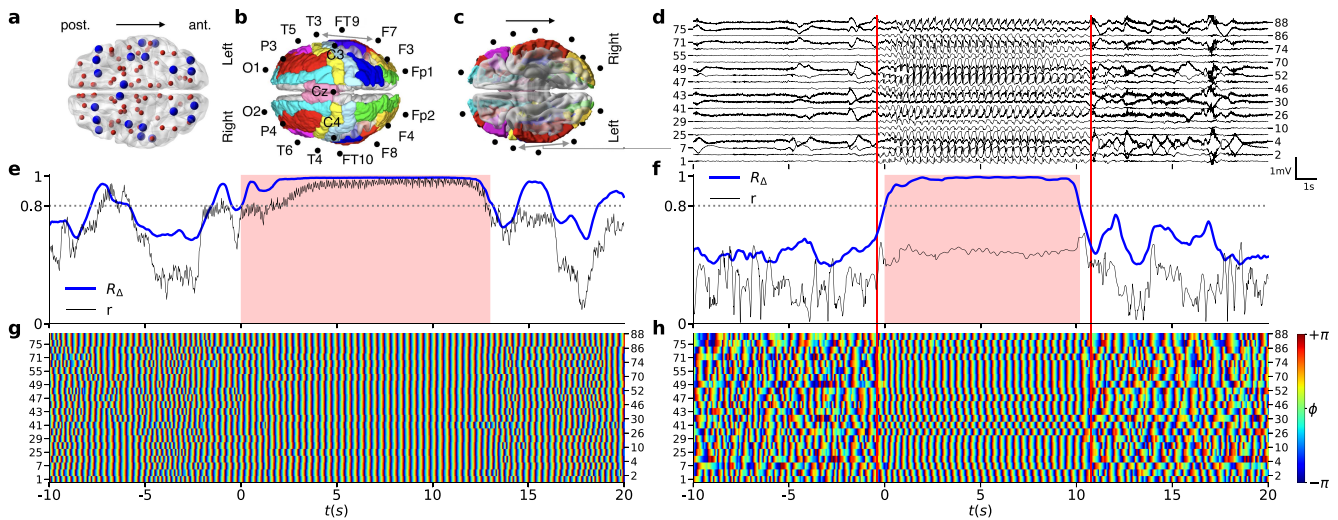 a
post.
ant.
b
Left
Right
T5
T3
FT9
F7
P3
C3
F3
O1
Fp1
Cz
O2
Fp2
P4
C4
F4
T6
T4
FT10
F8
c
Right
Left
d
75
71
55
49
47
43
41
29
25
7
1
88
86
74
70
52
46
30
26
10
4
2
1mV
1s
e
1
0.8
0
R_Δ
r
f
1
0.8
0
R_Δ
r
g
75
71
55
49
47
43
41
29
25
7
1
88
86
74
70
52
46
30
26
10
4
2
-10
-5
0
5
10
15
20
t(s)
h
75
71
55
49
47
43
41
29
25
7
1
88
86
74
70
52
46
30
26
10
4
2
-10
-5
0
5
10
15
20
t(s)
+π
ϕ
−π